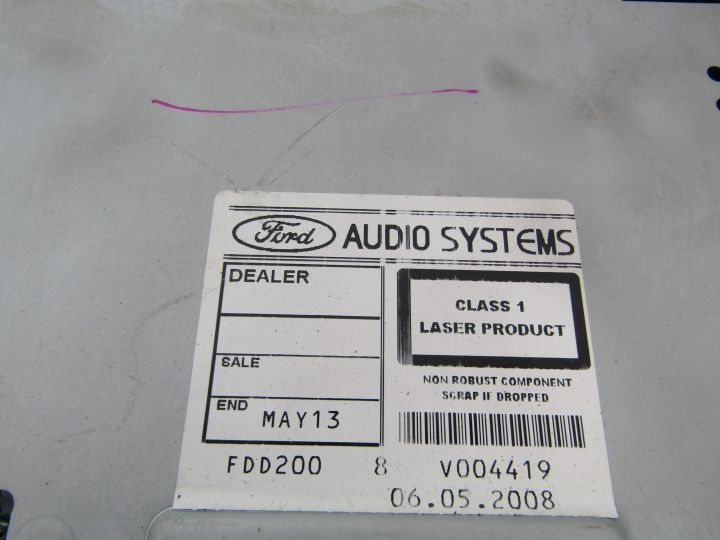 Ford AUDIO SYSTEMS
DEALER
SALE
END MAY13
CLASS 1
LASER PRODUCT
NON ROBUST COMPONENT
SCRAP IF DROPPED
FDD200 8 V004419
06.05.2008